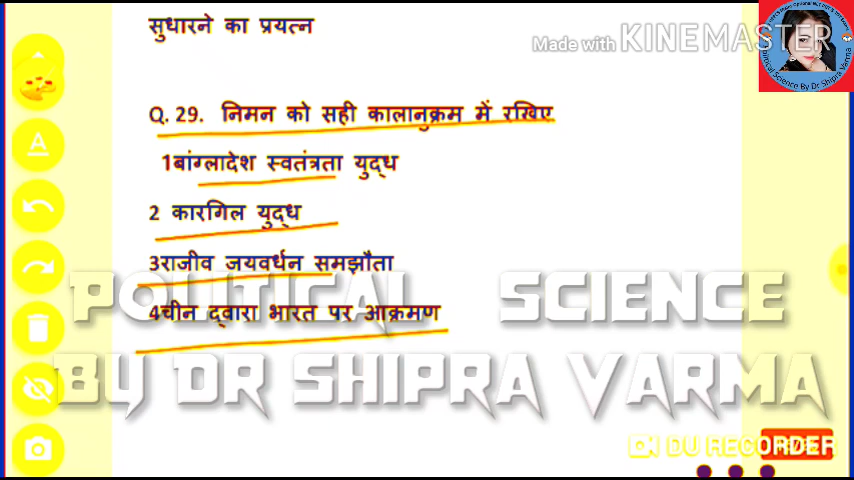 सुधारने का प्रयत्न
Made with KINEMASTER
Q. 29. निमन को सही कालानुक्रम में रखिए
1बांग्लादेश स्वतंत्रता युद्ध
2 कारगिल युद्ध
3राजीव जयवर्धन समझौता
4चीन द्वारा भारत पर आक्रमण
POLITICAL SCIENCE
BY DR SHIPRA VARMA
DU RECORDER